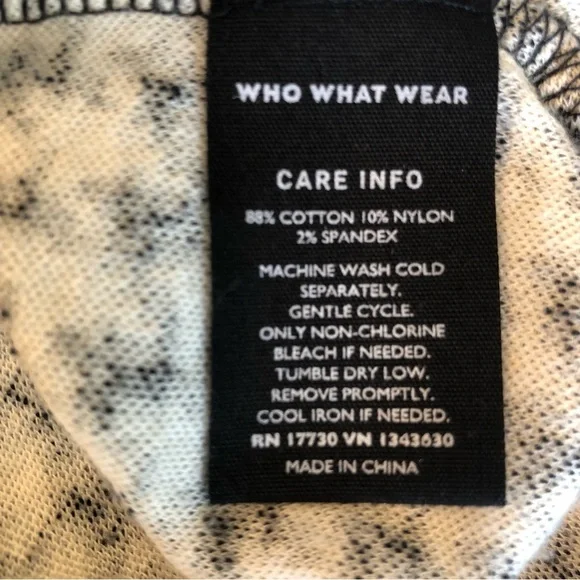 WHO WHAT WEAR
CARE INFO
88% COTTON 10% NYLON
2% SPANDEX
MACHINE WASH COLD
SEPARATELY.
GENTLE CYCLE.
ONLY NON-CHLORINE
BLEACH IF NEEDED.
TUMBLE DRY LOW.
REMOVE PROMPTLY.
COOL IRON IF NEEDED.
RN 17730 VN 1343630
MADE IN CHINA